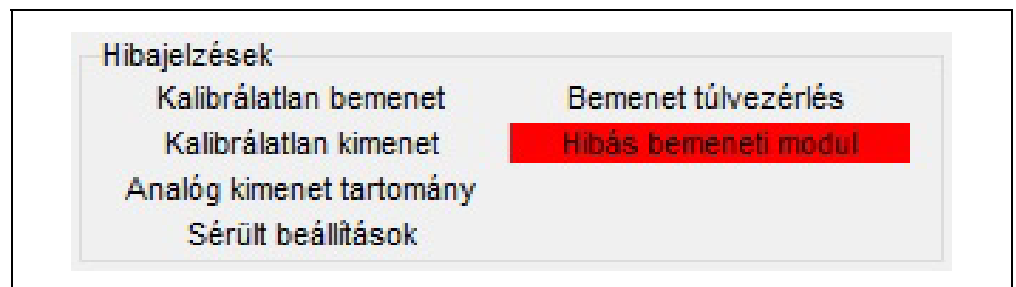 Hibajelzések
Kalibrálatlan bemenet
Bemenet túlvezérlés
Kalibrálatlan kimenet
Hibás bemeneti modul
Analóg kimenet tartomány
Sérült beállítások